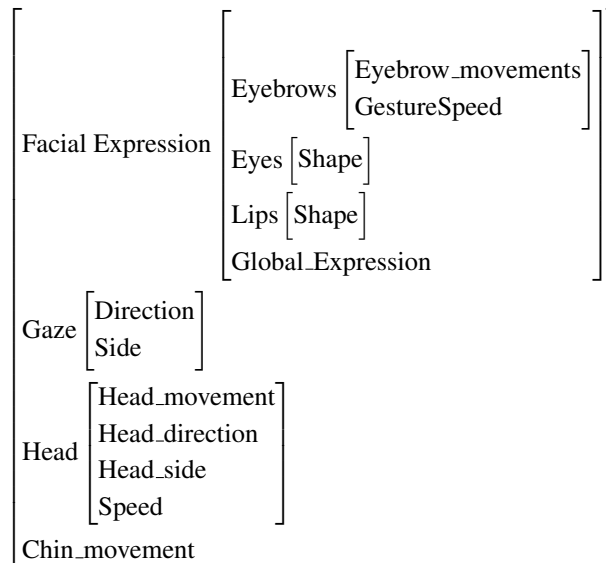 Eyebrow_movements
Eyebrows
GestureSpeed
Facial Expression
Eyes Shape
Lips Shape
Global_Expression
Direction
Gaze
Side
Head_movement
Head_direction
Head
Head_side
Speed
Chin_movement